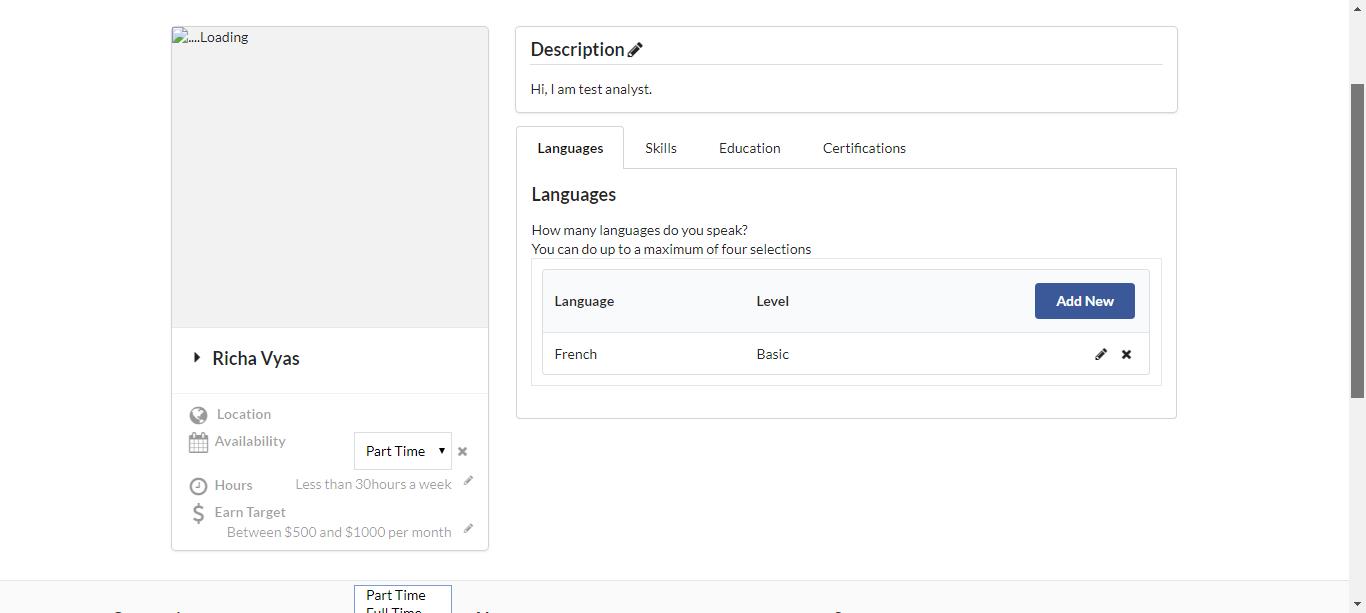 ....Loading
Richa Vyas
Location
Availability
Part Time
Hours
Less than 30hours a week
Earn Target
Between $500 and $1000 per month
Description
Hi, I am test analyst.
Languages
Skills
Education
Certifications
Languages
How many languages do you speak?
You can do up to a maximum of four selections
Language
Level
Add New
French
Basic
Part Time
Full Time